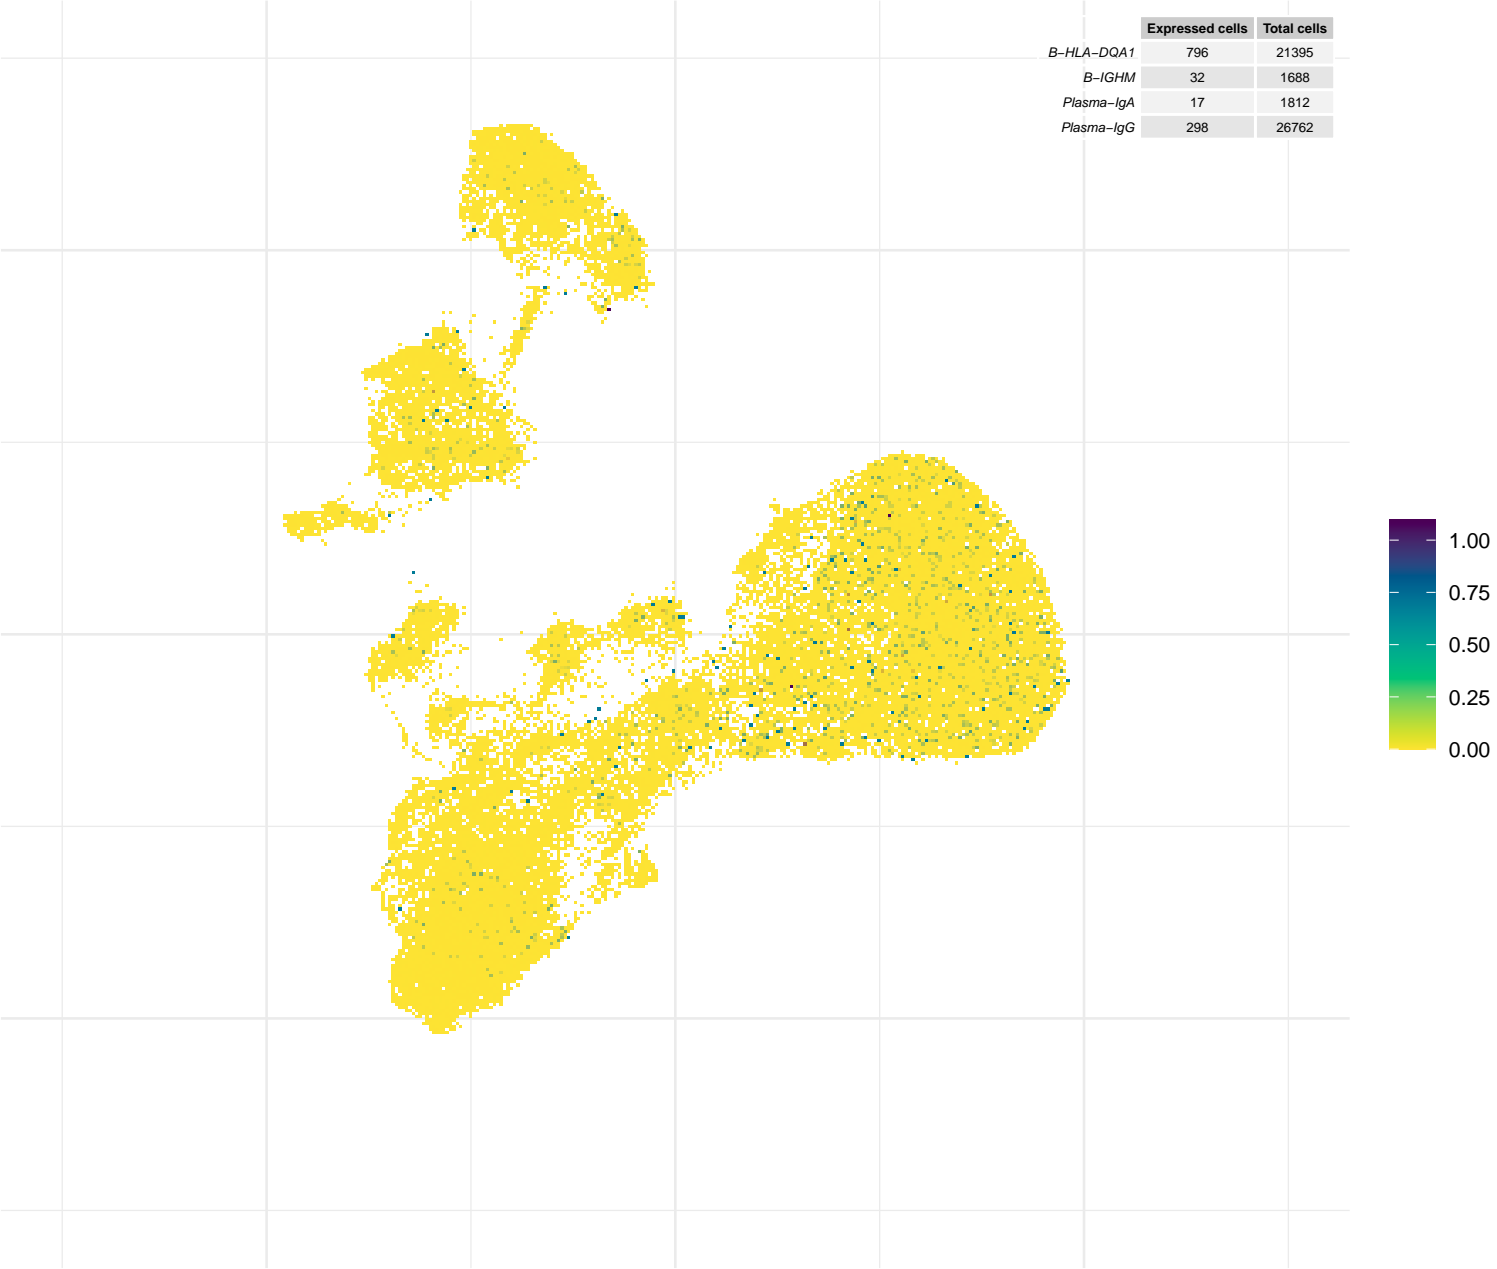 Expressed cells Total cells
B−HLA−DQA1 796 21395
B−IGHM 32 1688
Plasma−IgA 17 1812
Plasma−IgG 298 26762
1.00
0.75
0.50
0.25
0.00